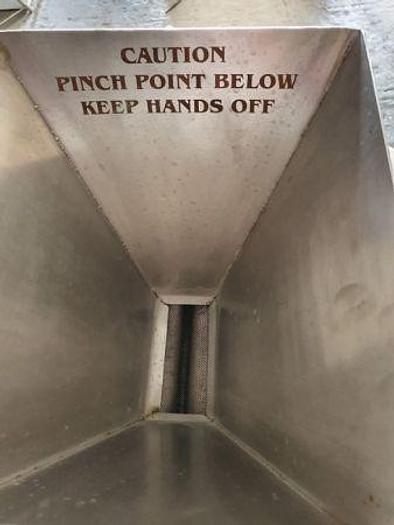 CAUTION
PINCH POINT BELOW
KEEP HANDS OFF